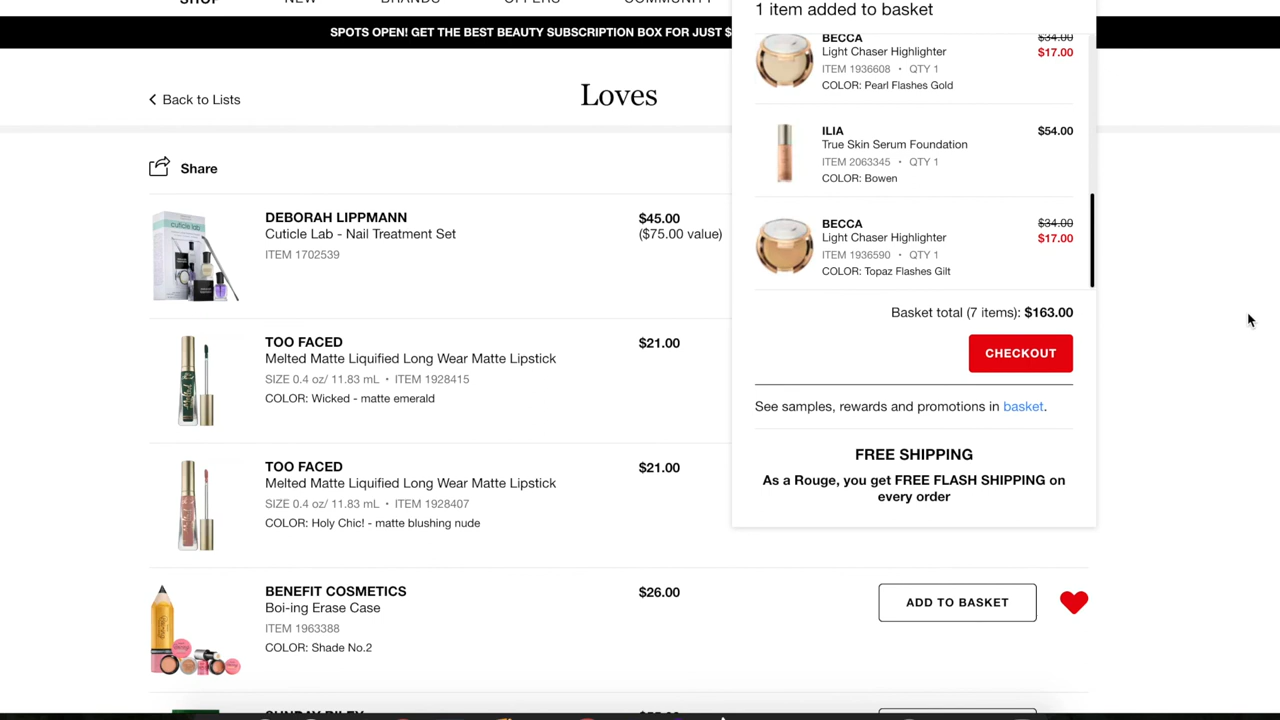 SHOP NEW BRANDS OFFERS COMMUNITY
SPOTS OPEN! GET THE BEST BEAUTY SUBSCRIPTION BOX FOR JUST $
Back to Lists
Loves
Share
DEBORAH LIPPMANN
Cuticle Lab - Nail Treatment Set
ITEM 1702539
$45.00
($75.00 value)
TOO FACED
Melted Matte Liquified Long Wear Matte Lipstick
SIZE 0.4 oz/ 11.83 mL • ITEM 1928415
COLOR: Wicked - matte emerald
$21.00
TOO FACED
Melted Matte Liquified Long Wear Matte Lipstick
SIZE 0.4 oz/ 11.83 mL • ITEM 1928407
COLOR: Holy Chic! - matte blushing nude
$21.00
BENEFIT COSMETICS
Boi-ing Erase Case
ITEM 1963388
COLOR: Shade No.2
$26.00
ADD TO BASKET
SUNDAY RILEY
1 item added to basket
BECCA
Light Chaser Highlighter
ITEM 1936608 • QTY 1
COLOR: Pearl Flashes Gold
$34.00
$17.00
ILIA
True Skin Serum Foundation
ITEM 2063345 • QTY 1
COLOR: Bowen
$54.00
BECCA
Light Chaser Highlighter
ITEM 1936590 • QTY 1
COLOR: Topaz Flashes Gilt
$34.00
$17.00
Basket total (7 items): $163.00
CHECKOUT
See samples, rewards and promotions in basket.
FREE SHIPPING
As a Rouge, you get FREE FLASH SHIPPING on
every order